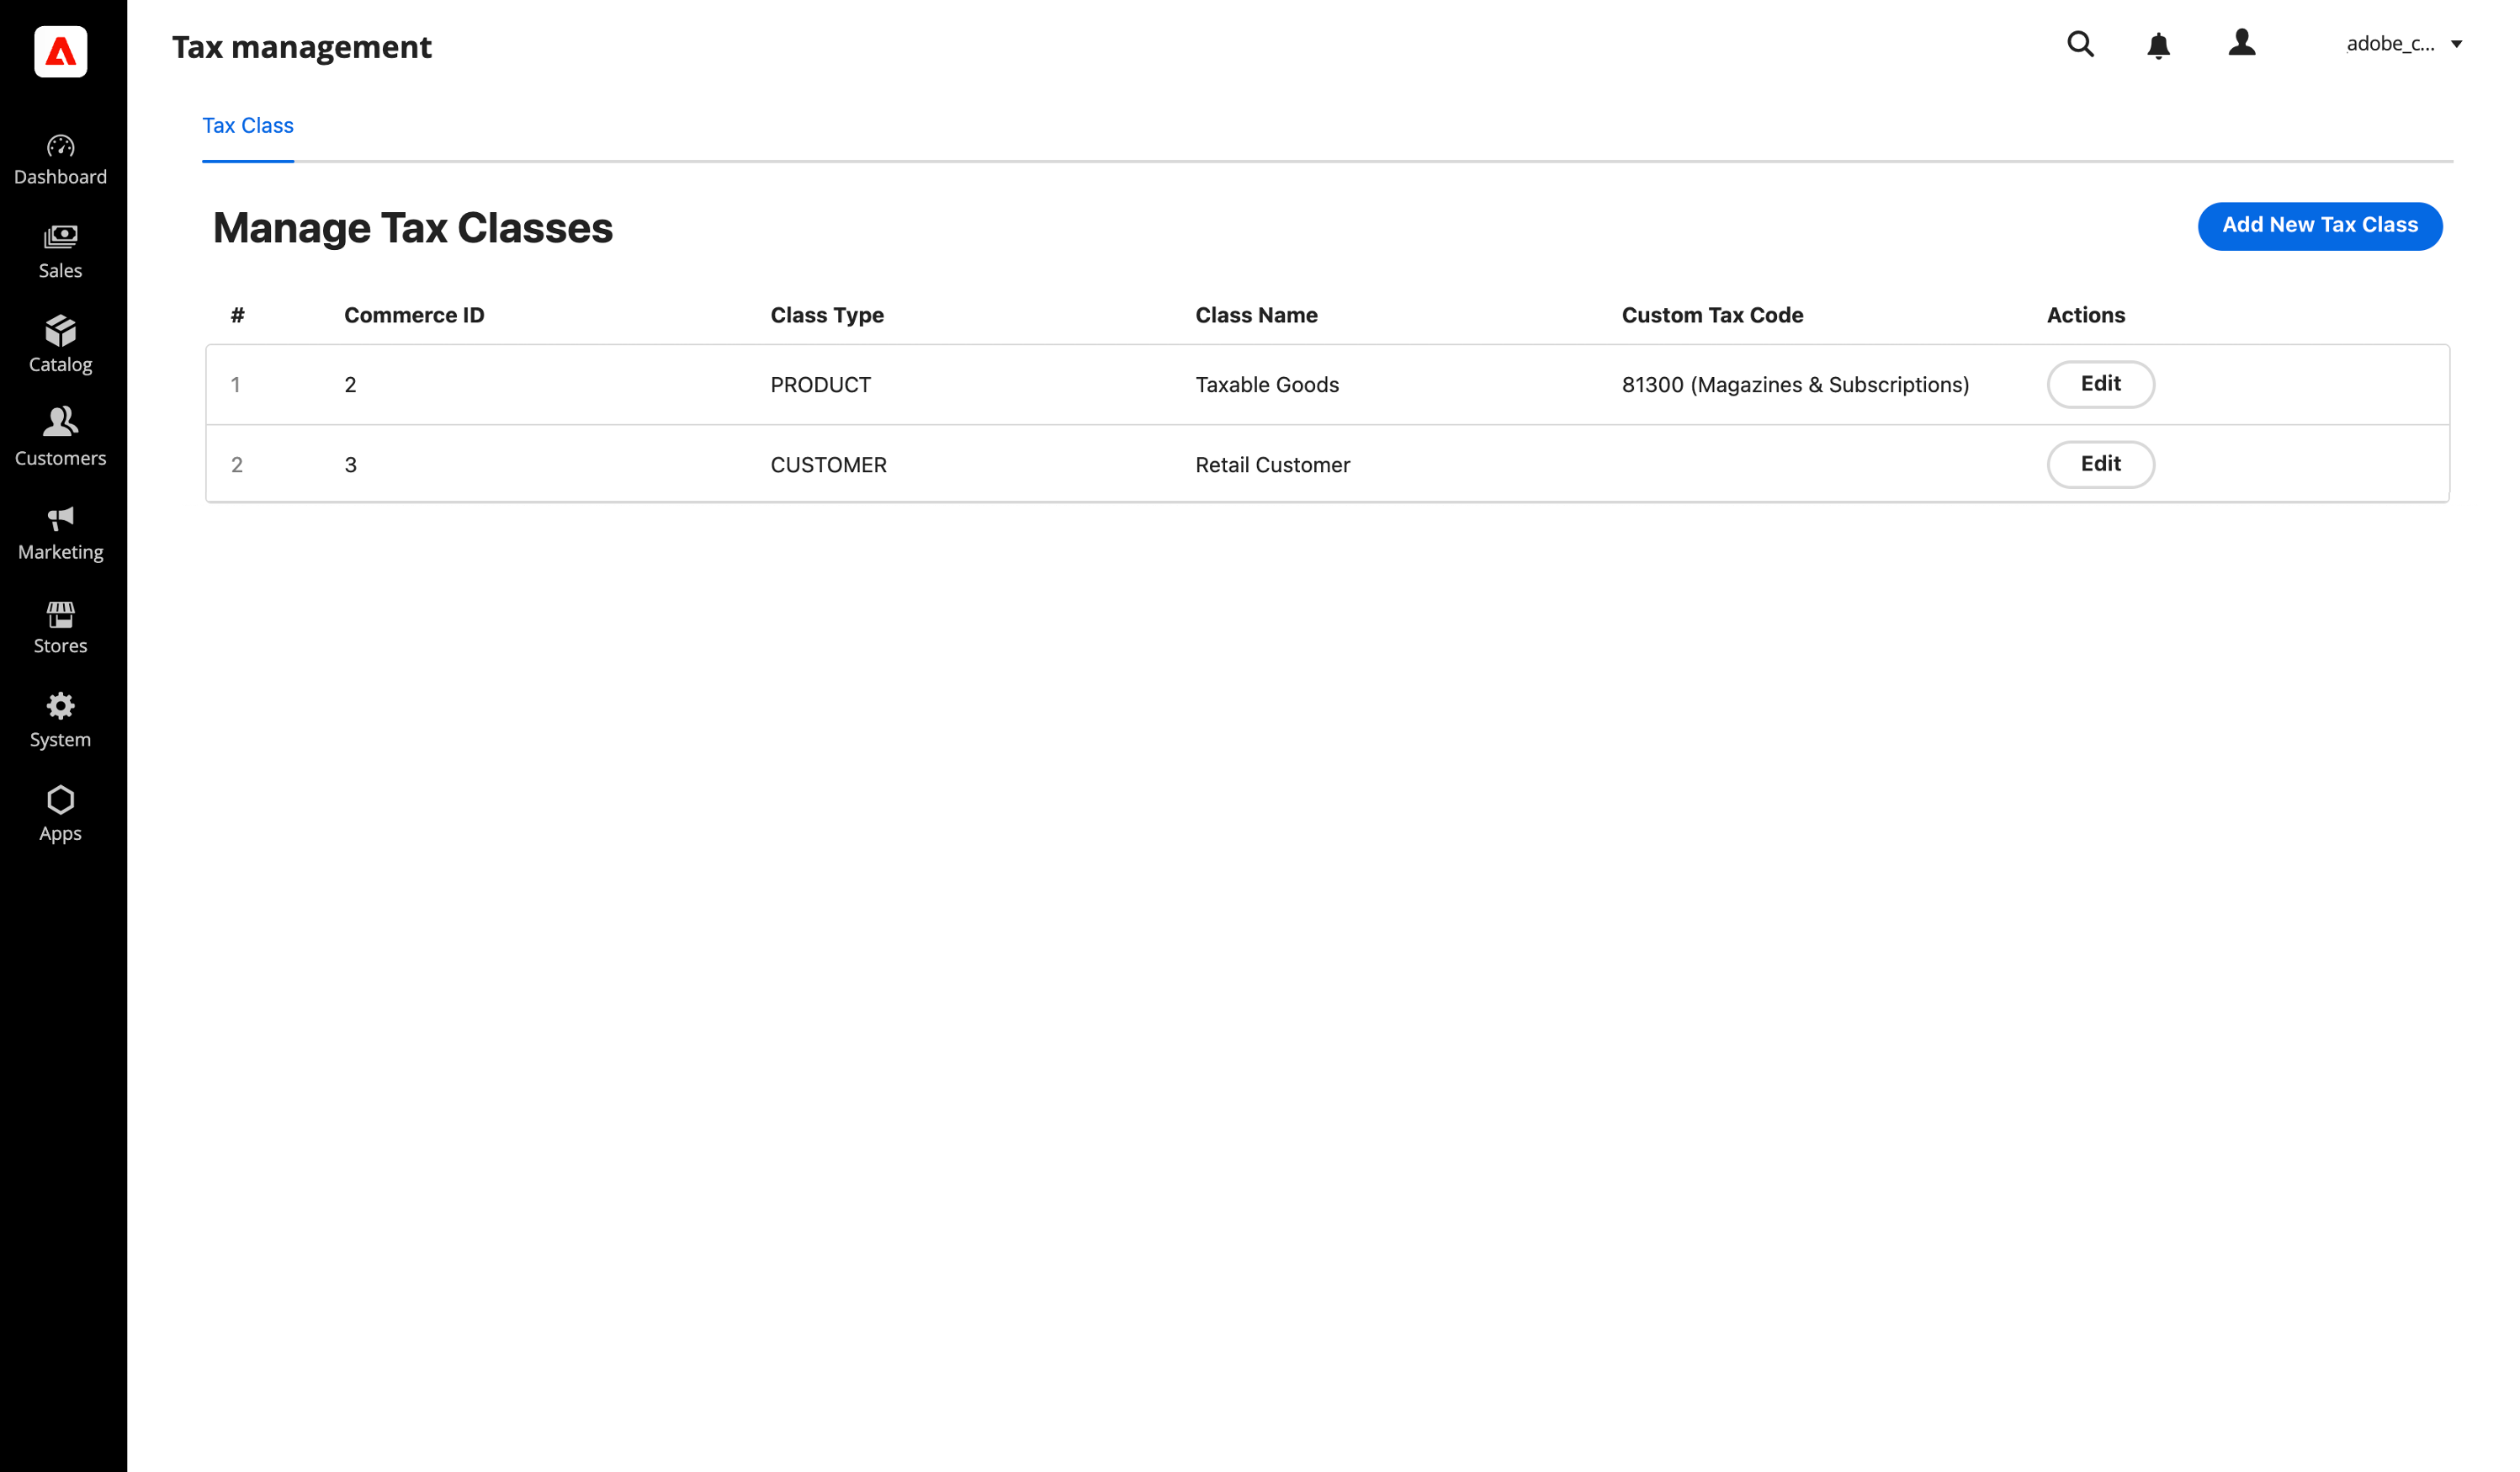 Tax management
adobe_c...
Dashboard
Sales
Catalog
Customers
Marketing
Stores
System
Apps
Tax Class
Manage Tax Classes
Add New Tax Class
# Commerce ID Class Type Class Name Custom Tax Code Actions
1 2 PRODUCT Taxable Goods 81300 (Magazines & Subscriptions) Edit
2 3 CUSTOMER Retail Customer Edit